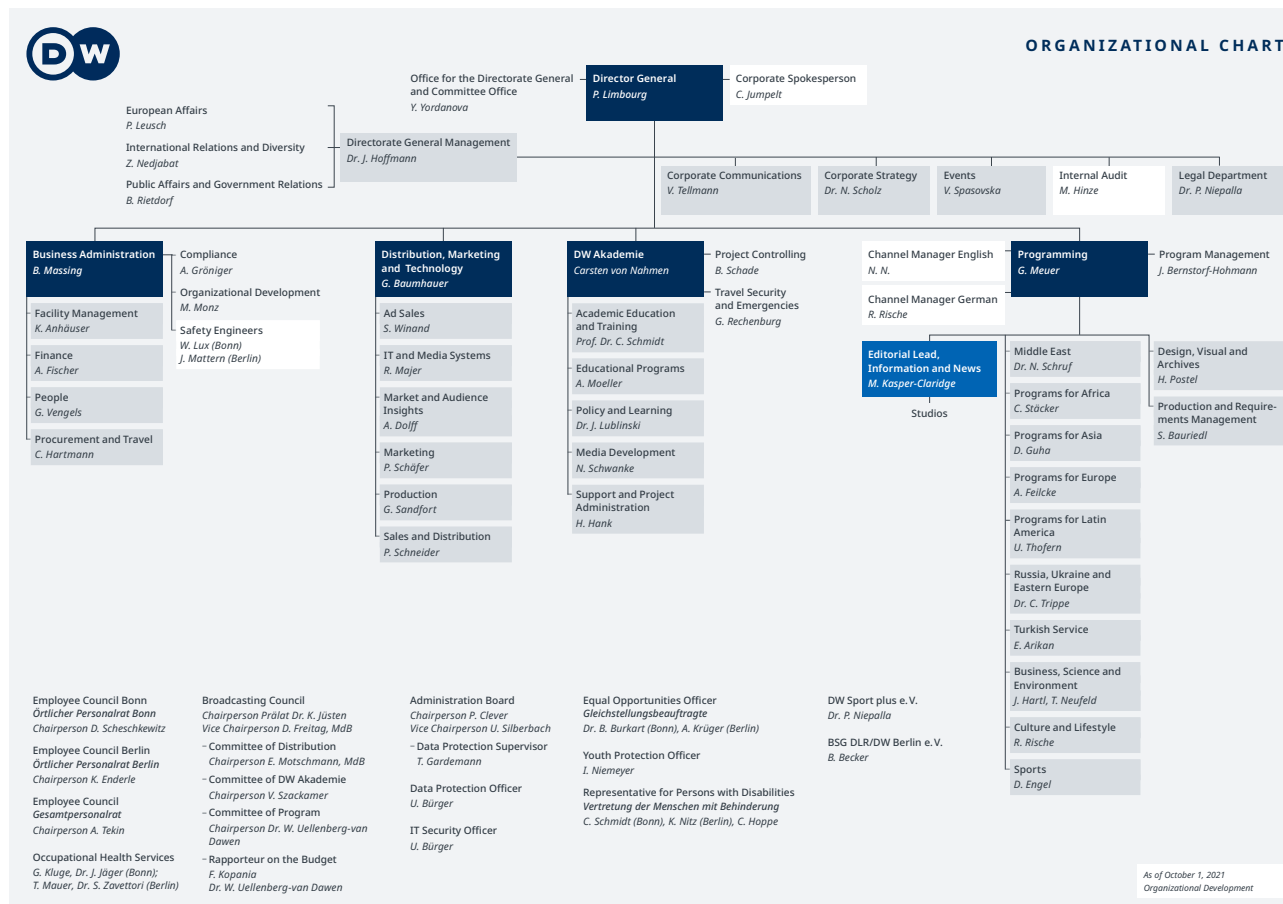 DW
ORGANIZATIONAL CHART
Office for the Directorate General
and Committee Office
Y. Yordanova
Director General
P. Limbourg
Corporate Spokesperson
C. Jumpelt
European Affairs
P. Leusch
International Relations and Diversity
Z. Nedjabat
Public Affairs and Government Relations
B. Rietdorf
Directorate General Management
Dr. J. Hoffmann
Corporate Communications
V. Tellmann
Corporate Strategy
Dr. N. Scholz
Events
V. Spasovska
Internal Audit
M. Hinze
Legal Department
Dr. P. Niepalla
Business Administration
B. Massing
Compliance
A. Gröniger
Organizational Development
M. Monz
Safety Engineers
W. Lux (Bonn)
J. Mattern (Berlin)
Facility Management
K. Anhäuser
Finance
A. Fischer
People
G. Vengels
Procurement and Travel
C. Hartmann
Distribution, Marketing
and Technology
G. Baumhauer
Ad Sales
S. Winand
IT and Media Systems
R. Majer
Market and Audience
Insights
A. Dolff
Marketing
P. Schäfer
Production
G. Sandfort
Sales and Distribution
P. Schneider
DW Akademie
Carsten von Nahmen
Project Controlling
B. Schade
Travel Security
and Emergencies
G. Rechenburg
Academic Education
and Training
Prof. Dr. C. Schmidt
Educational Programs
A. Moeller
Policy and Learning
Dr. J. Lublinski
Media Development
N. Schwanke
Support and Project
Administration
H. Hank
Channel Manager English
N. N.
Channel Manager German
R. Rische
Programming
G. Meuer
Program Management
J. Bernstorf-Hohmann
Editorial Lead,
Information and News
M. Kasper-Claridge
Studios
Middle East
Dr. N. Schruf
Programs for Africa
C. Stäcker
Programs for Asia
D. Guha
Programs for Europe
A. Feilcke
Programs for Latin
America
U. Thofern
Russia, Ukraine and
Eastern Europe
Dr. C. Trippe
Turkish Service
E. Arikan
Business, Science and
Environment
J. Hartl, T. Neufeld
Culture and Lifestyle
R. Rische
Sports
D. Engel
Design, Visual and
Archives
H. Postel
Production and Require-
ments Management
S. Bauriedl
Employee Council Bonn
Örtlicher Personalrat Bonn
Chairperson D. Scheschkewitz
Employee Council Berlin
Örtlicher Personalrat Berlin
Chairperson K. Enderle
Employee Council
Gesamtpersonalrat
Chairperson A. Tekin
Occupational Health Services
G. Kluge, Dr. J. Jäger (Bonn);
T. Mauer, Dr. S. Zavettori (Berlin)
Broadcasting Council
Chairperson Prälat Dr. K. Jüsten
Vice Chairperson D. Freitag, MdB
– Committee of Distribution
Chairperson E. Motschmann, MdB
– Committee of DW Akademie
Chairperson V. Szackamer
– Committee of Program
Chairperson Dr. W. Uellenberg-van
Dawen
– Rapporteur on the Budget
F. Kopania
Dr. W. Uellenberg-van Dawen
Administration Board
Chairperson P. Clever
Vice Chairperson U. Silberbach
– Data Protection Supervisor
T. Gardemann
Data Protection Officer
U. Bürger
IT Security Officer
U. Bürger
Equal Opportunities Officer
Gleichstellungsbeauftragte
Dr. B. Burkart (Bonn), A. Krüger (Berlin)
Youth Protection Officer
I. Niemeyer
Representative for Persons with Disabilities
Vertretung der Menschen mit Behinderung
C. Schmidt (Bonn), K. Nitz (Berlin), C. Hoppe
DW Sport plus e.V.
Dr. P. Niepalla
BSG DLR/DW Berlin e.V.
B. Becker
As of October 1, 2021
Organizational Development